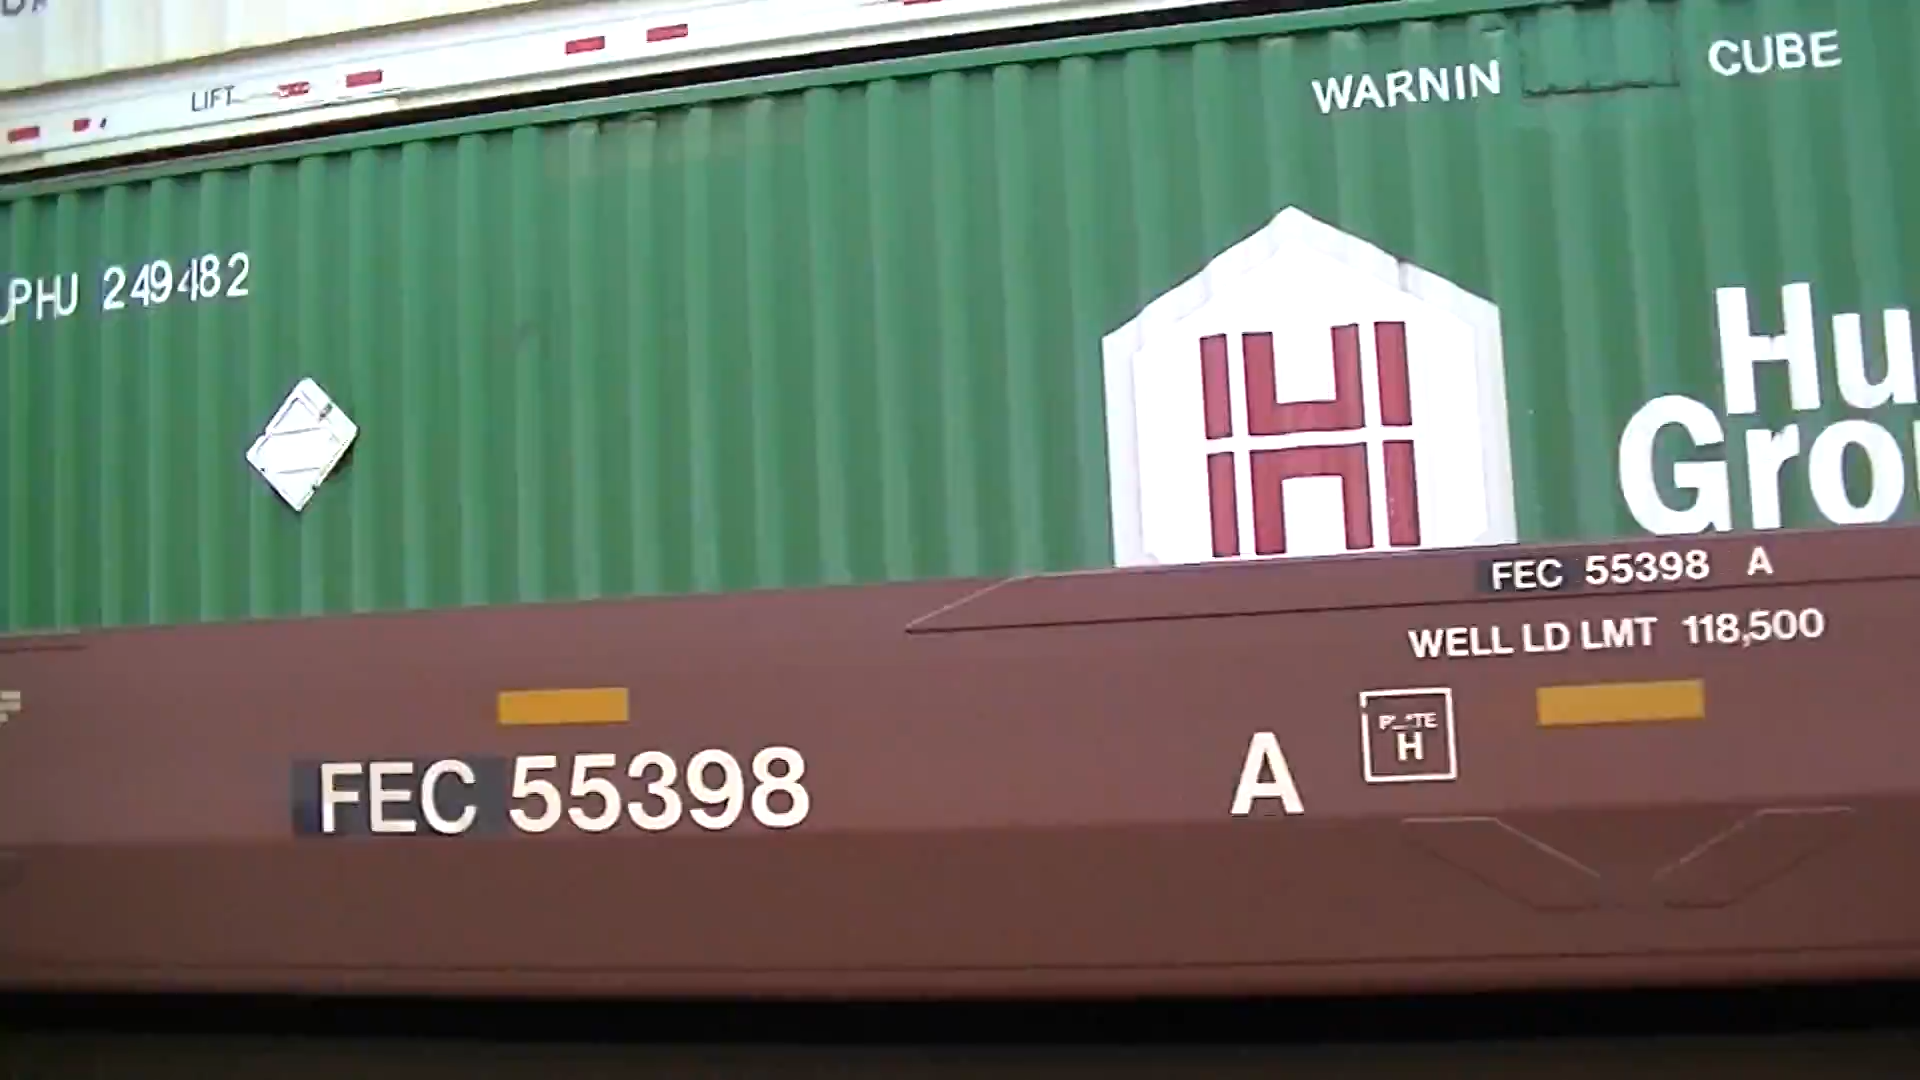 LIFT
WARNIN CUBE
PHU 249482
Hu
Gro
FEC 55398 A
WELL LD LMT 118,500
H
FEC 55398 A